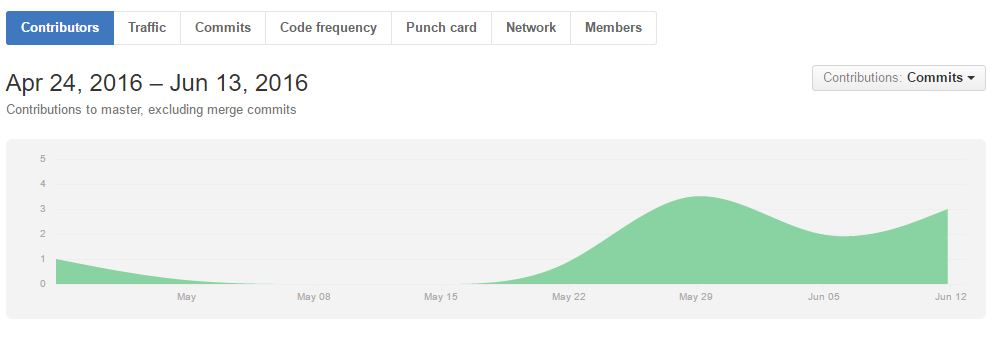 Contributors Traffic Commits Code frequency Punch card Network Members
Apr 24, 2016 – Jun 13, 2016
Contributions: Commits
Contributions to master, excluding merge commits
5
4
3
2
1
0
May May 08 May 15 May 22 May 29 Jun 05 Jun 12